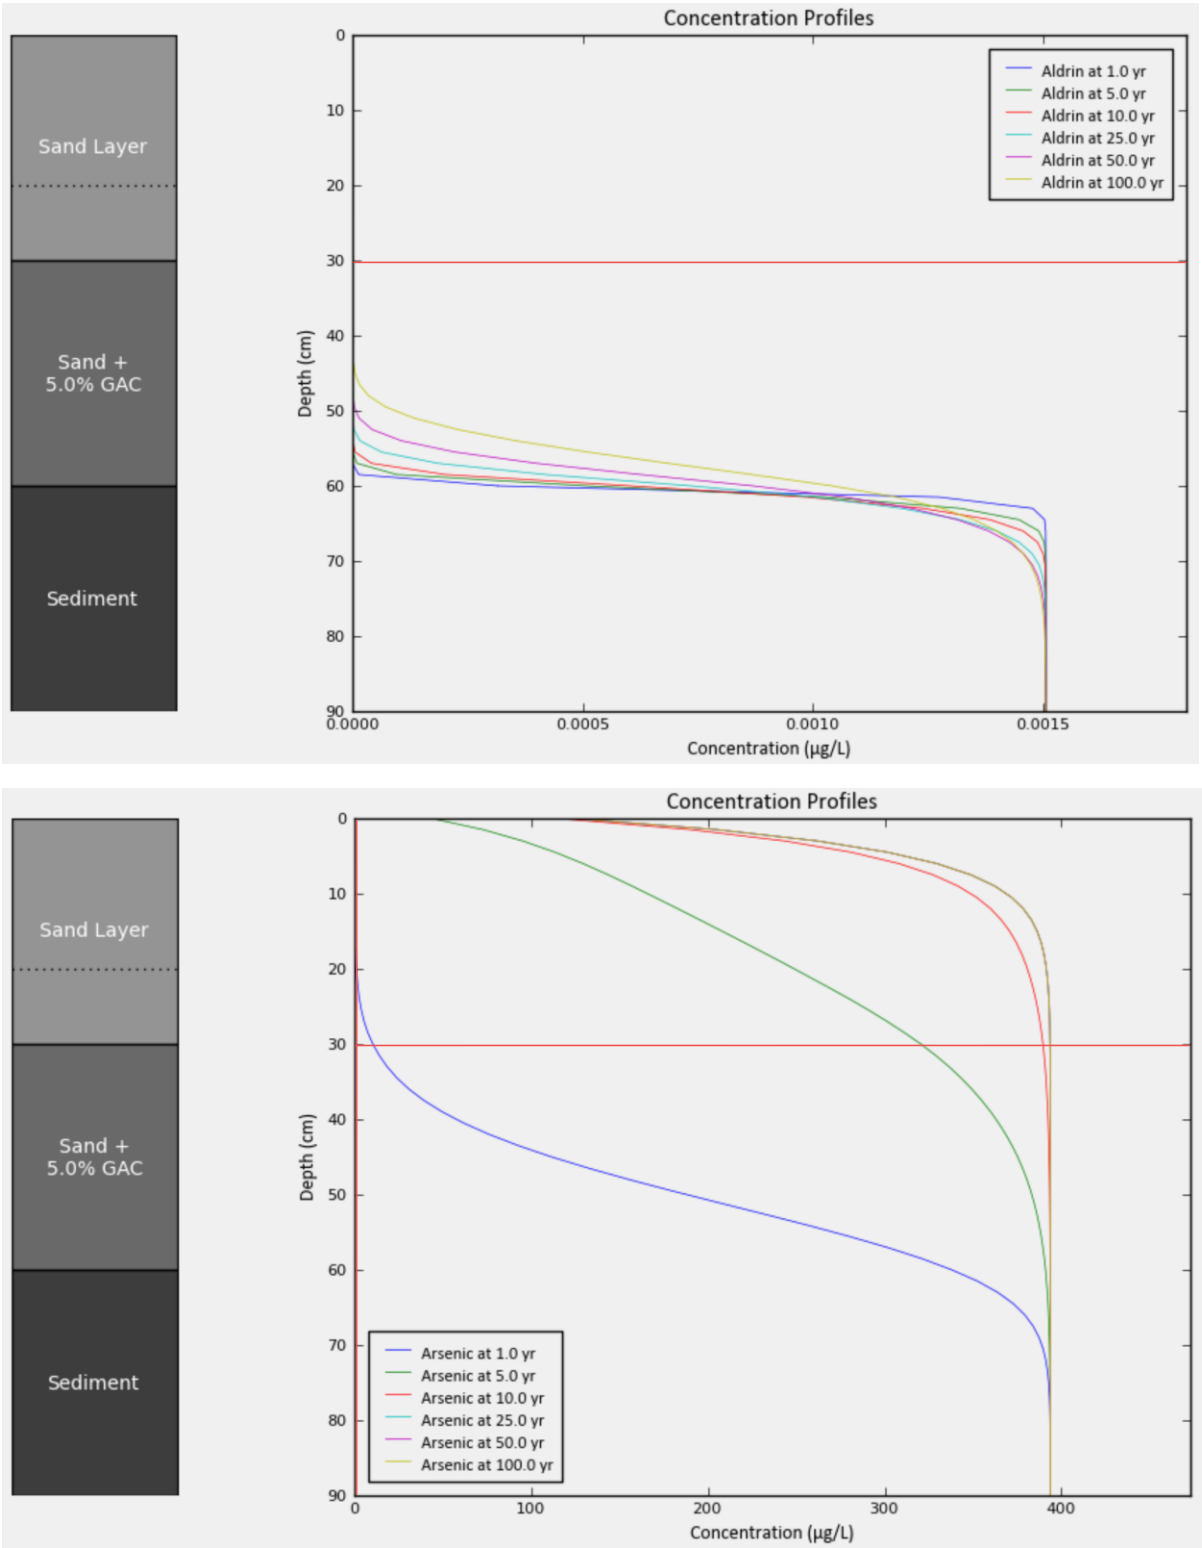 Concentration Profiles
Sand Layer
Sand +
5.0% GAC
Sediment
Depth (cm)
0
10
20
30
40
50
60
70
80
90
Aldrin at 1.0 yr
Aldrin at 5.0 yr
Aldrin at 10.0 yr
Aldrin at 25.0 yr
Aldrin at 50.0 yr
Aldrin at 100.0 yr
0.0000 0.0005 0.0010 0.0015
Concentration (µg/L)
Concentration Profiles
Sand Layer
Sand +
5.0% GAC
Sediment
Depth (cm)
0
10
20
30
40
50
60
70
80
90
Arsenic at 1.0 yr
Arsenic at 5.0 yr
Arsenic at 10.0 yr
Arsenic at 25.0 yr
Arsenic at 50.0 yr
Arsenic at 100.0 yr
0 100 200 300 400
Concentration (µg/L)